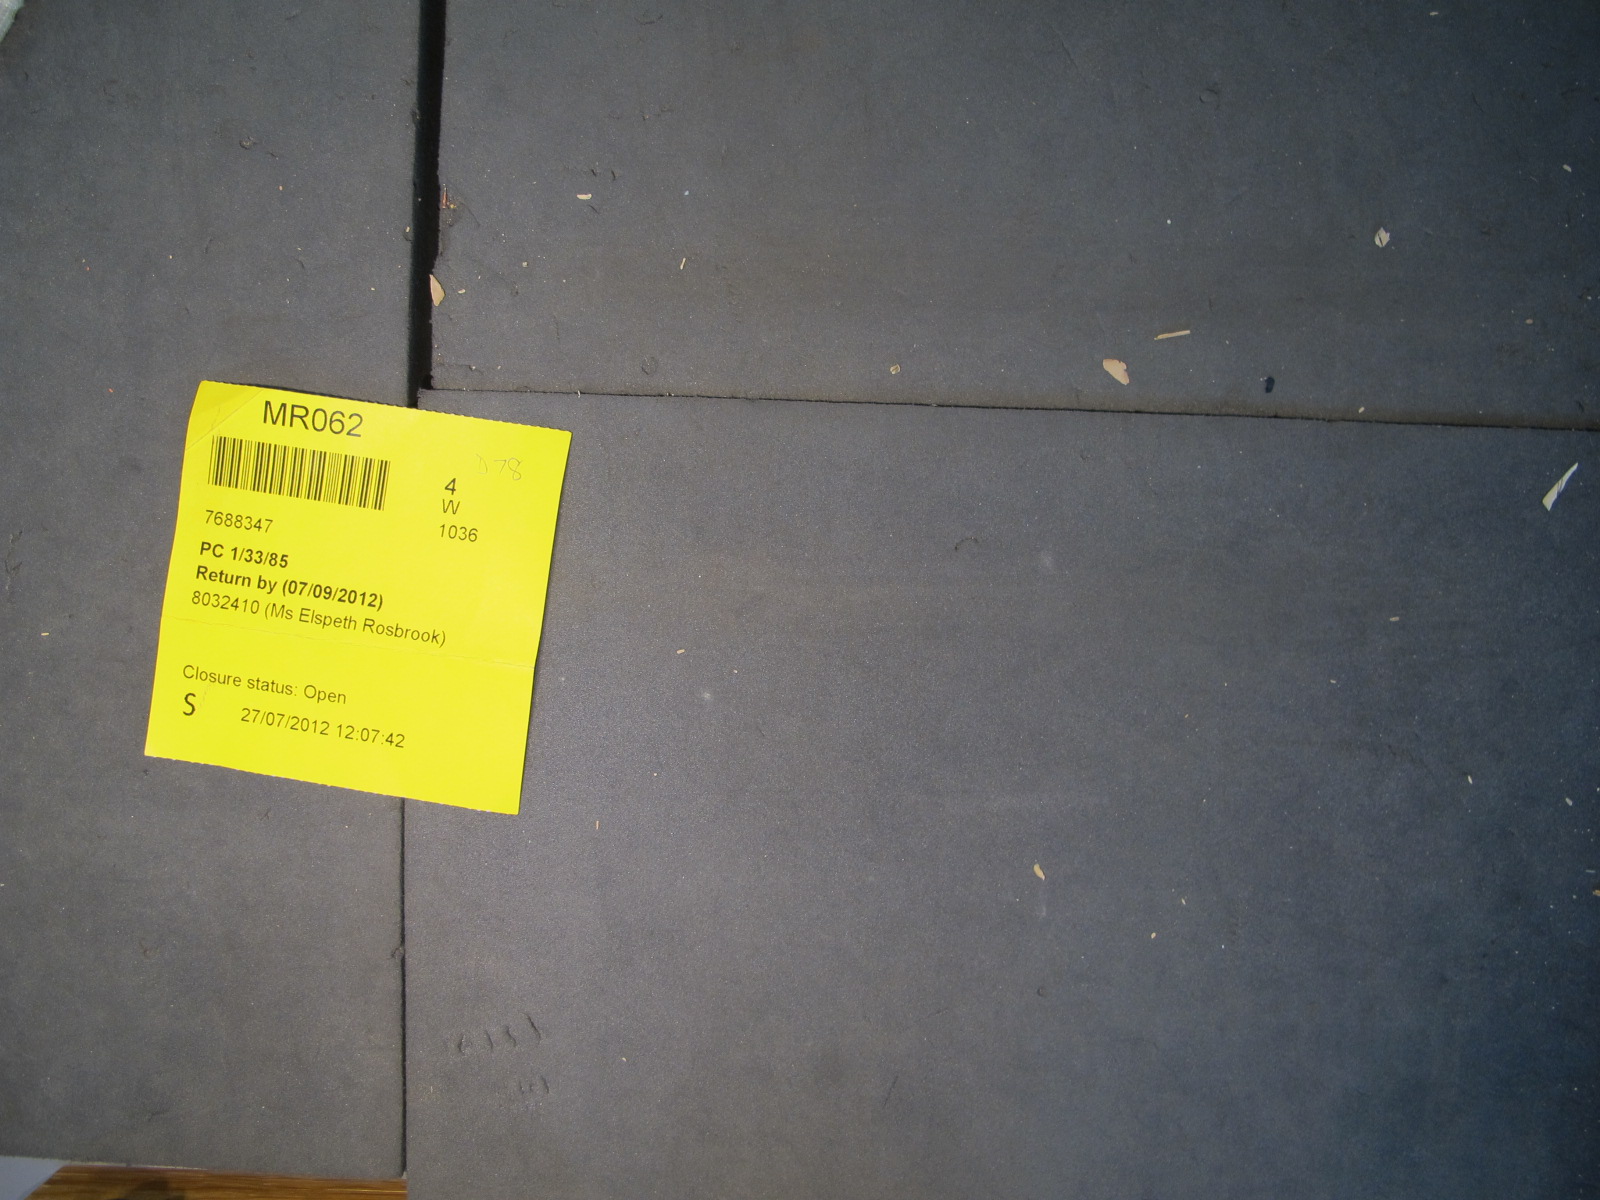 MR062
D78
4
W
1036
7688347
PC 1/33/85
Return by (07/09/2012)
8032410 (Ms Elspeth Rosbrook)
Closure status: Open
S
27/07/2012 12:07:42